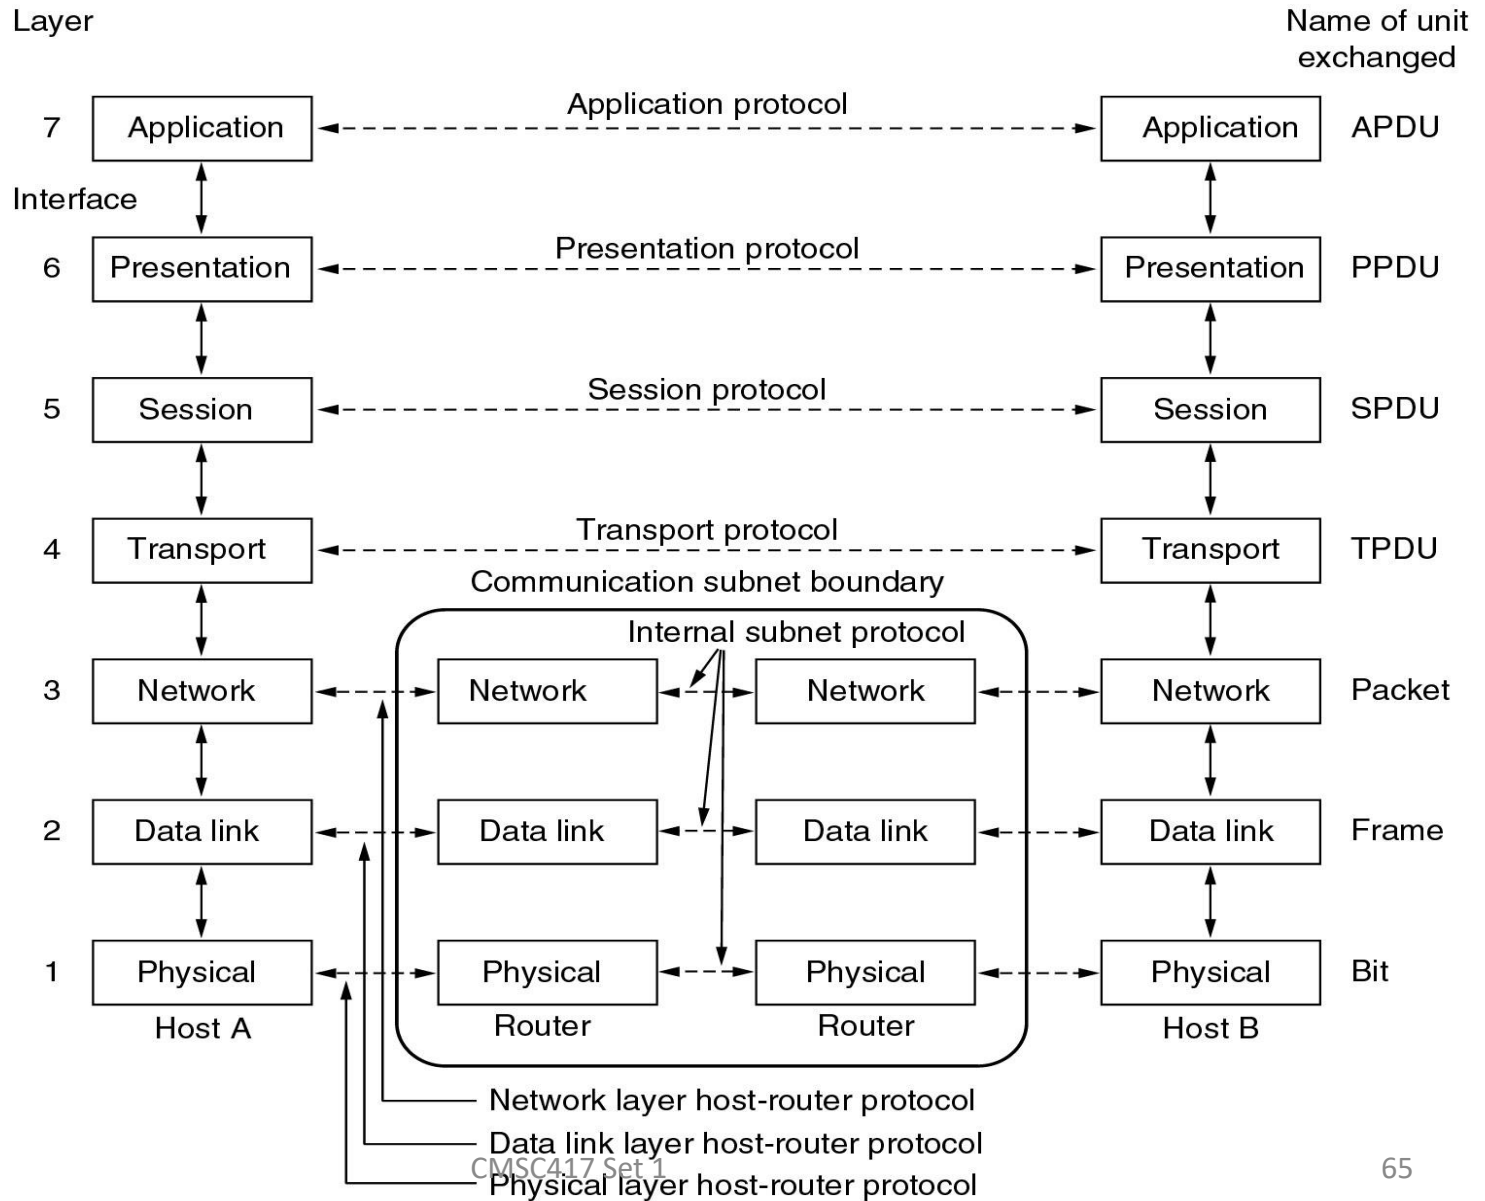 Layer
Name of unit
exchanged
Application protocol
7 Application Application APDU
Interface
Presentation protocol
6 Presentation Presentation PPDU
Session protocol
5 Session Session SPDU
Transport protocol
4 Transport Transport TPDU
Communication subnet boundary
Internal subnet protocol
3 Network Network Network Network Packet
2 Data link Data link Data link Data link Frame
1 Physical Physical Physical Physical Bit
Host A Router Router Host B
Network layer host-router protocol
Data link layer host-router protocol
CMSC417 Set 1 65
Physical layer host-router protocol